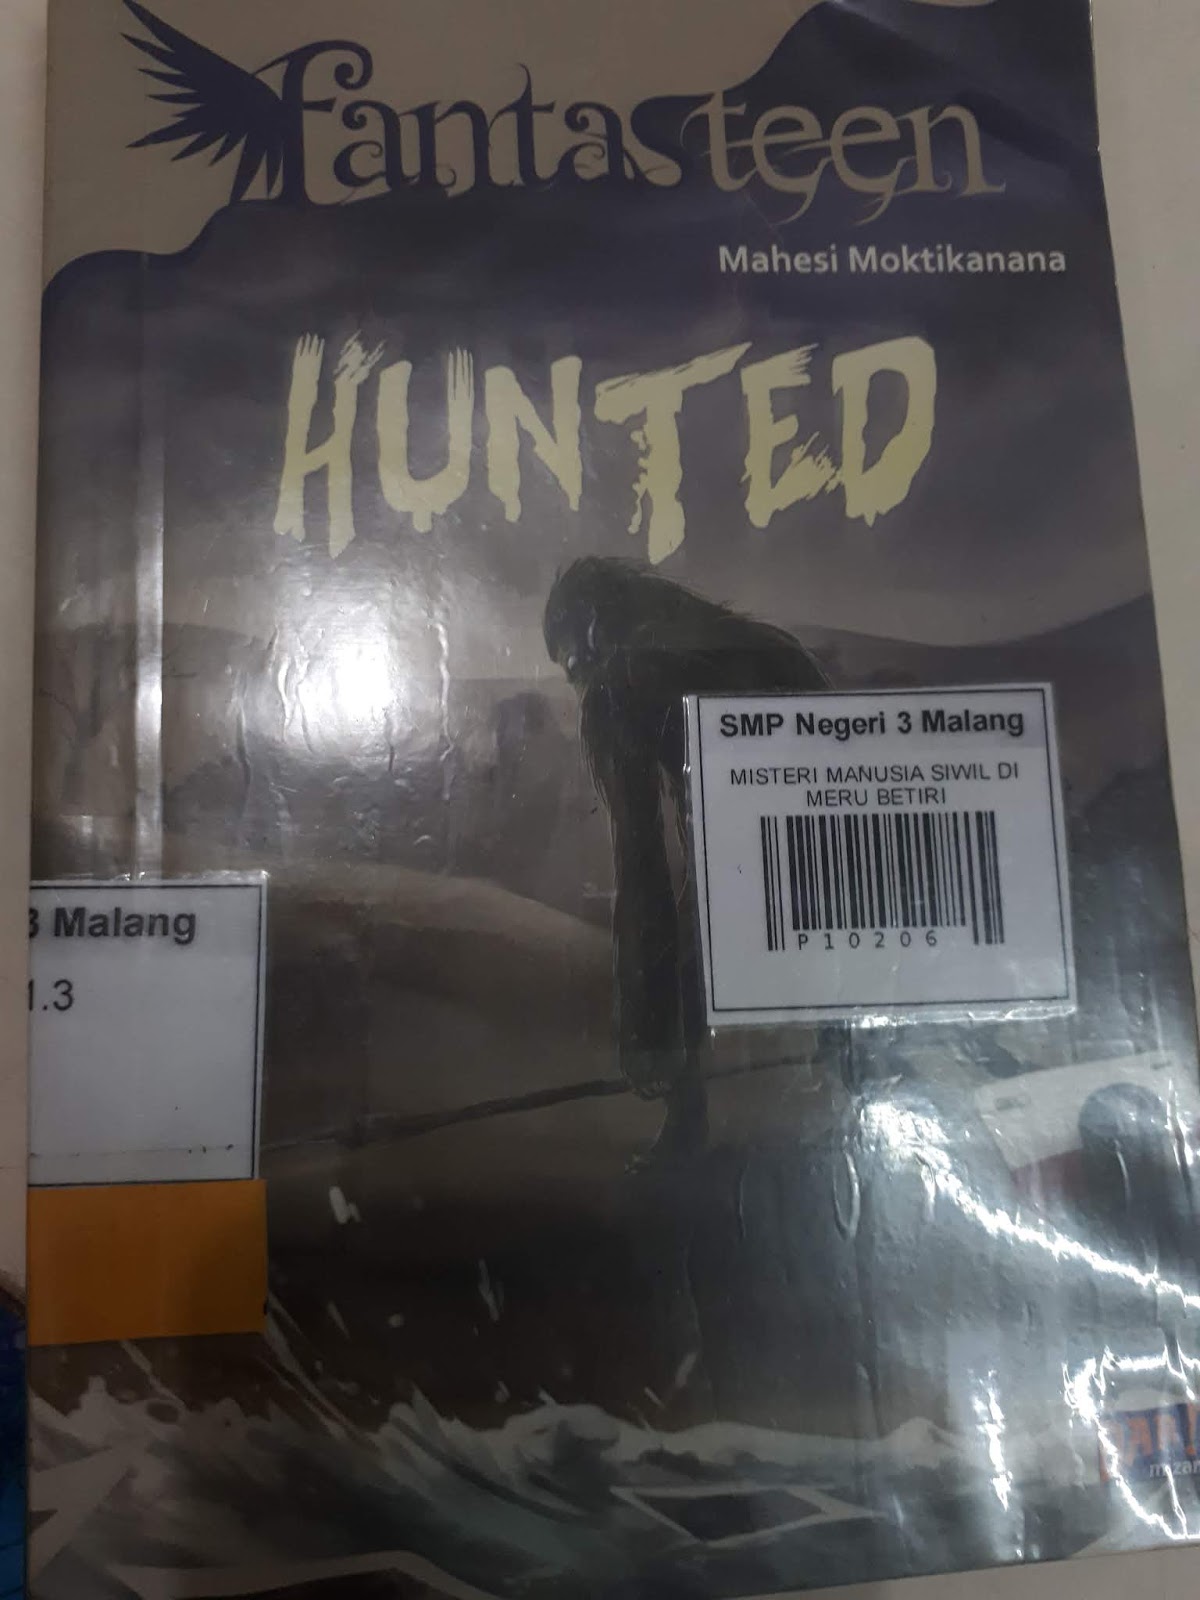 fantasteen
Mahesi Moktikanana
HUNTED
SMP Negeri 3 Malang
MISTERI MANUSIA SIWIL DI
MERU BETIRI
P10206
3 Malang
1.3